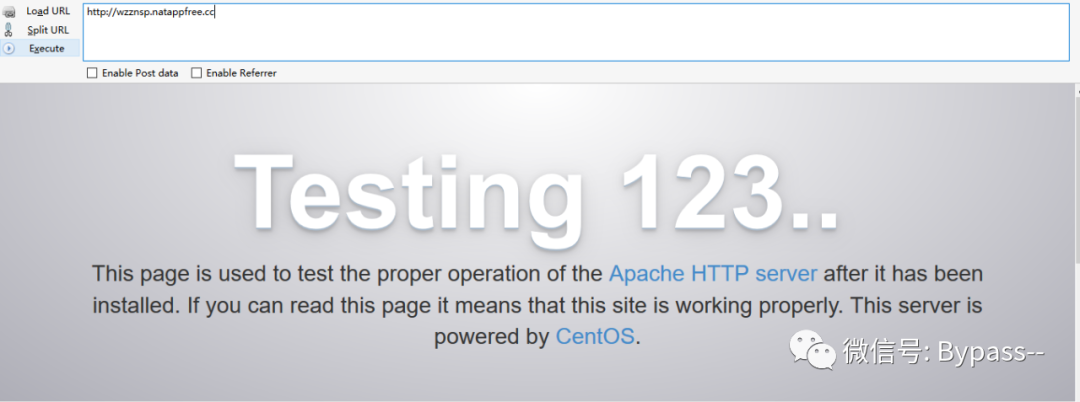 Load URL
http://wzznsp.natappfree.cc
Split URL
Execute
Enable Post data
Enable Referrer
Testing 123..
This page is used to test the proper operation of the Apache HTTP server after it has been
installed. If you can read this page it means that this site is working properly. This server is
powered by CentOS.
微信号: Bypass--